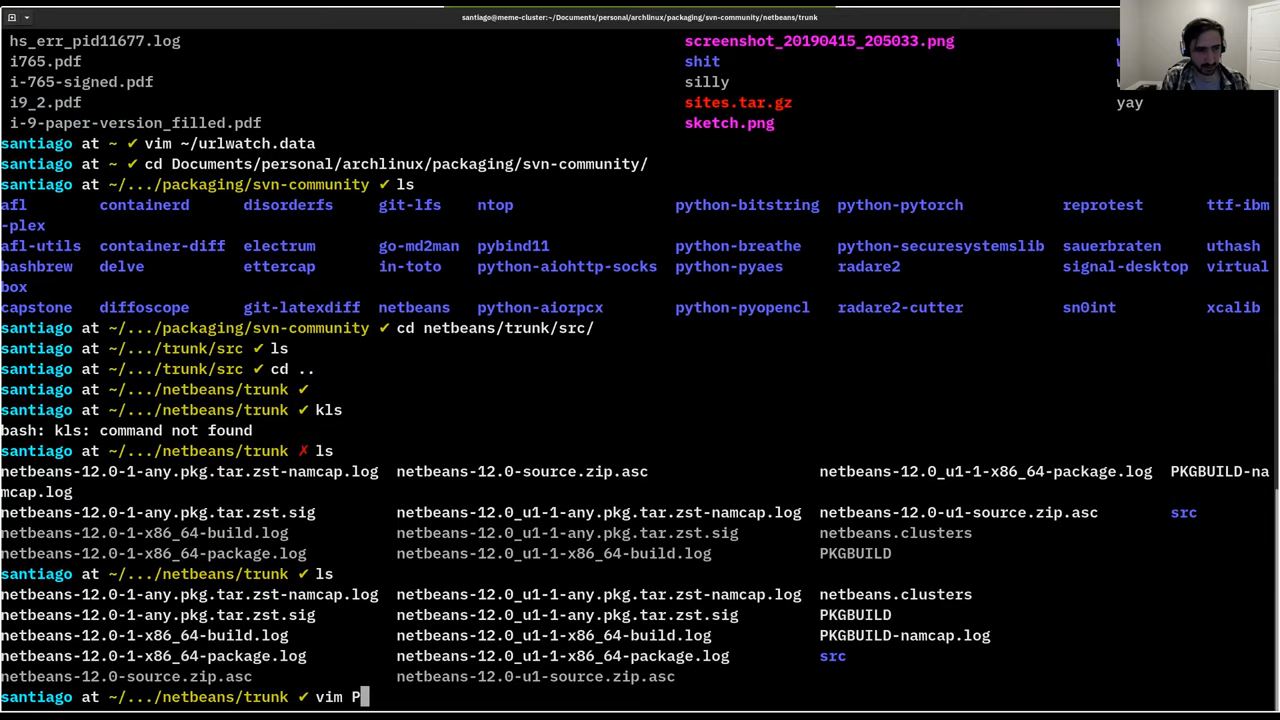 santiago@meme-cluster:~/Documents/personal/archlinux/packaging/svn-community/netbeans/trunk
hs_err_pid11677.log screenshot_20190415_205033.png
i765.pdf shit
i-765-signed.pdf silly
i9_2.pdf sites.tar.gz yay
i-9-paper-version_filled.pdf sketch.png
santiago at ~ ✔ vim ~/urlwatch.data
santiago at ~ ✔ cd Documents/personal/archlinux/packaging/svn-community/
santiago at ~/.../packaging/svn-community ✔ ls
afl containerd disorderfs git-lfs ntop python-bitstring python-pytorch reprotest ttf-ibm
-plex
afl-utils container-diff electrum go-md2man pybind11 python-breathe python-securesystemslib sauerbraten uthash
bashbrew delve ettercap in-toto python-aiohttp-socks python-pyaes radare2 signal-desktop virtual
box
capstone diffoscope git-latexdiff netbeans python-aiorpcx python-pyopencl radare2-cutter sn0int xcalib
santiago at ~/.../packaging/svn-community ✔ cd netbeans/trunk/src/
santiago at ~/.../trunk/src ✔ ls
santiago at ~/.../trunk/src ✔ cd ..
santiago at ~/.../netbeans/trunk ✔
santiago at ~/.../netbeans/trunk ✔ kls
bash: kls: command not found
santiago at ~/.../netbeans/trunk ✗ ls
netbeans-12.0-1-any.pkg.tar.zst-namcap.log netbeans-12.0-source.zip.asc netbeans-12.0_u1-1-x86_64-package.log PKGBUILD-na
mcap.log
netbeans-12.0-1-any.pkg.tar.zst.sig netbeans-12.0_u1-1-any.pkg.tar.zst-namcap.log netbeans-12.0-u1-source.zip.asc src
netbeans-12.0-1-x86_64-build.log netbeans-12.0_u1-1-any.pkg.tar.zst.sig netbeans.clusters
netbeans-12.0-1-x86_64-package.log netbeans-12.0_u1-1-x86_64-build.log PKGBUILD
santiago at ~/.../netbeans/trunk ✔ ls
netbeans-12.0-1-any.pkg.tar.zst-namcap.log netbeans-12.0_u1-1-any.pkg.tar.zst-namcap.log netbeans.clusters
netbeans-12.0-1-any.pkg.tar.zst.sig netbeans-12.0_u1-1-any.pkg.tar.zst.sig PKGBUILD
netbeans-12.0-1-x86_64-build.log netbeans-12.0_u1-1-x86_64-build.log PKGBUILD-namcap.log
netbeans-12.0-1-x86_64-package.log netbeans-12.0_u1-1-x86_64-package.log src
netbeans-12.0-source.zip.asc netbeans-12.0-u1-source.zip.asc
santiago at ~/.../netbeans/trunk ✔ vim P